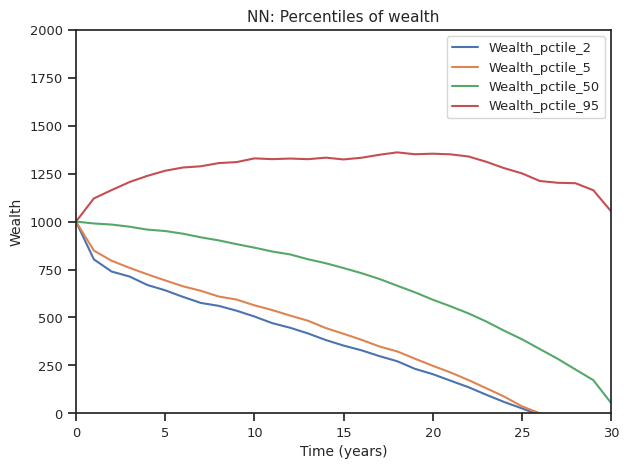 NN: Percentiles of wealth
Wealth_pctile_2
Wealth_pctile_5
Wealth_pctile_50
Wealth_pctile_95
Wealth
2000
1750
1500
1250
1000
750
500
250
0
0 5 10 15 20 25 30
Time (years)